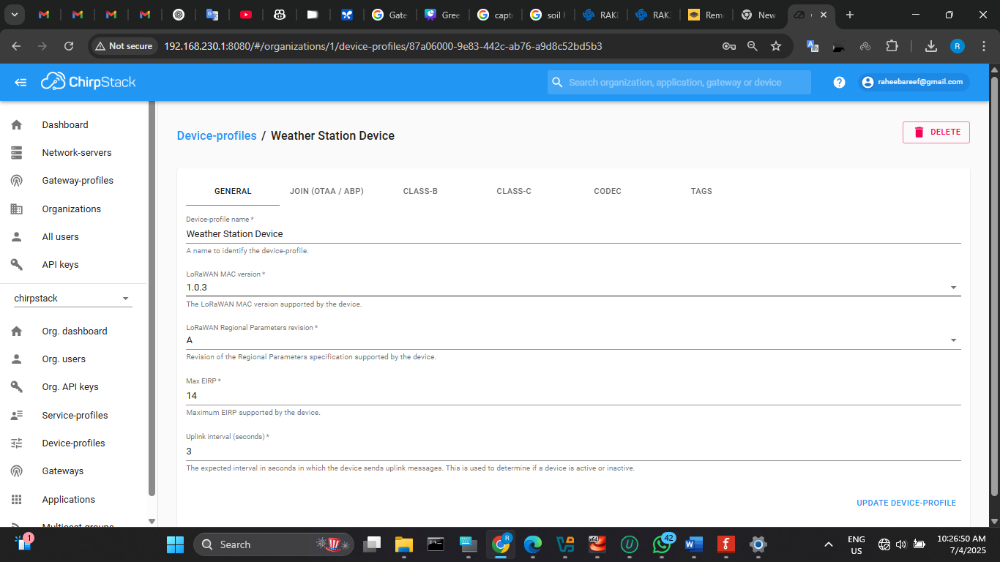 Gate
Gree
capt
soil
RAK
RAK
Rem
New
Not secure
192.168.230.1:8080/#/organizations/1/device-profiles/87a06000-9e83-442c-ab76-a9d8c52bd5b3
R
ChirpStack
Search organization, application, gateway or device
?
raheebareef@gmail.com
Dashboard
Network-servers
Gateway-profiles
Organizations
All users
API keys
chirpstack
Org. dashboard
Org. users
Org. API keys
Service-profiles
Device-profiles
Gateways
Applications
Multicast-groups
Device-profiles / Weather Station Device
DELETE
GENERAL JOIN (OTAA / ABP) CLASS-B CLASS-C CODEC TAGS
Device-profile name *
Weather Station Device
A name to identify the device-profile.
LoRaWAN MAC version *
1.0.3
The LoRaWAN MAC version supported by the device.
LoRaWAN Regional Parameters revision *
A
Revision of the Regional Parameters specification supported by the device.
Max EIRP *
14
Maximum EIRP supported by the device.
Uplink interval (seconds) *
3
The expected interval in seconds in which the device sends uplink messages. This is used to determine if a device is active or inactive.
UPDATE DEVICE-PROFILE
1
Search
R
42
ENG
US
10:26:50 AM
7/4/2025